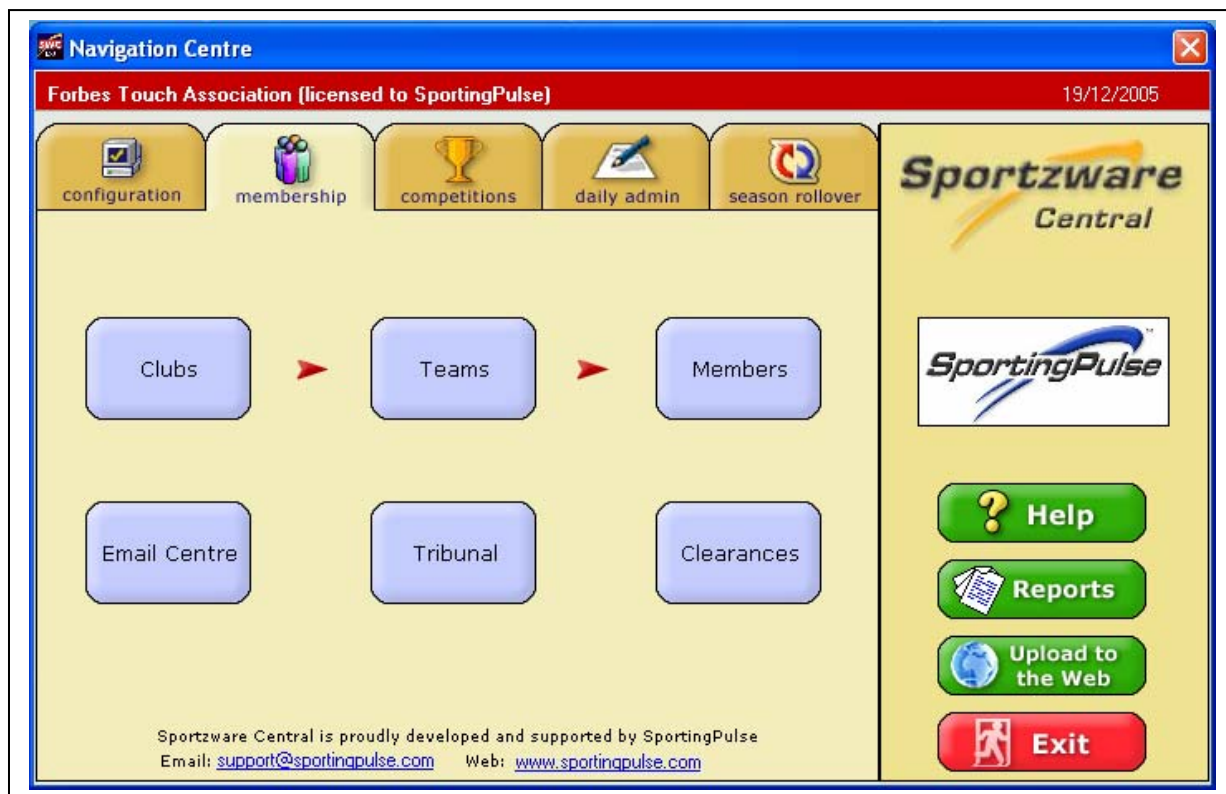 Navigation Centre
Forbes Touch Association (licensed to SportingPulse) 19/12/2005
configuration
membership
competitions
daily admin
season rollover
Sportzware
Central
Clubs
Teams
Members
SportingPulse™
Email Centre
Tribunal
Clearances
Help
Reports
Upload to
the Web
Exit
Sportzware Central is proudly developed and supported by SportingPulse
Email: support@sportingpulse.com Web: www.sportingpulse.com